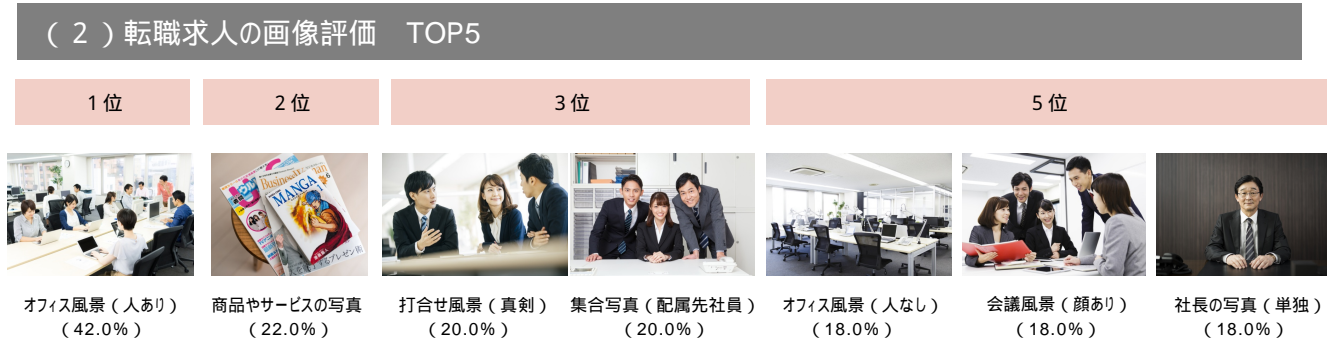 （2）転職求人の画像評価　TOP5
1位
2位
3位
5位
Business
MANGA
オフィス風景（人あり）
（42.0%）
商品やサービスの写真
（22.0%）
打合せ風景（真剣）
（20.0%）
集合写真（配属先社員）
（20.0%）
オフィス風景（人なし）
（18.0%）
会議風景（顔あり）
（18.0%）
社長の写真（単独）
（18.0%）